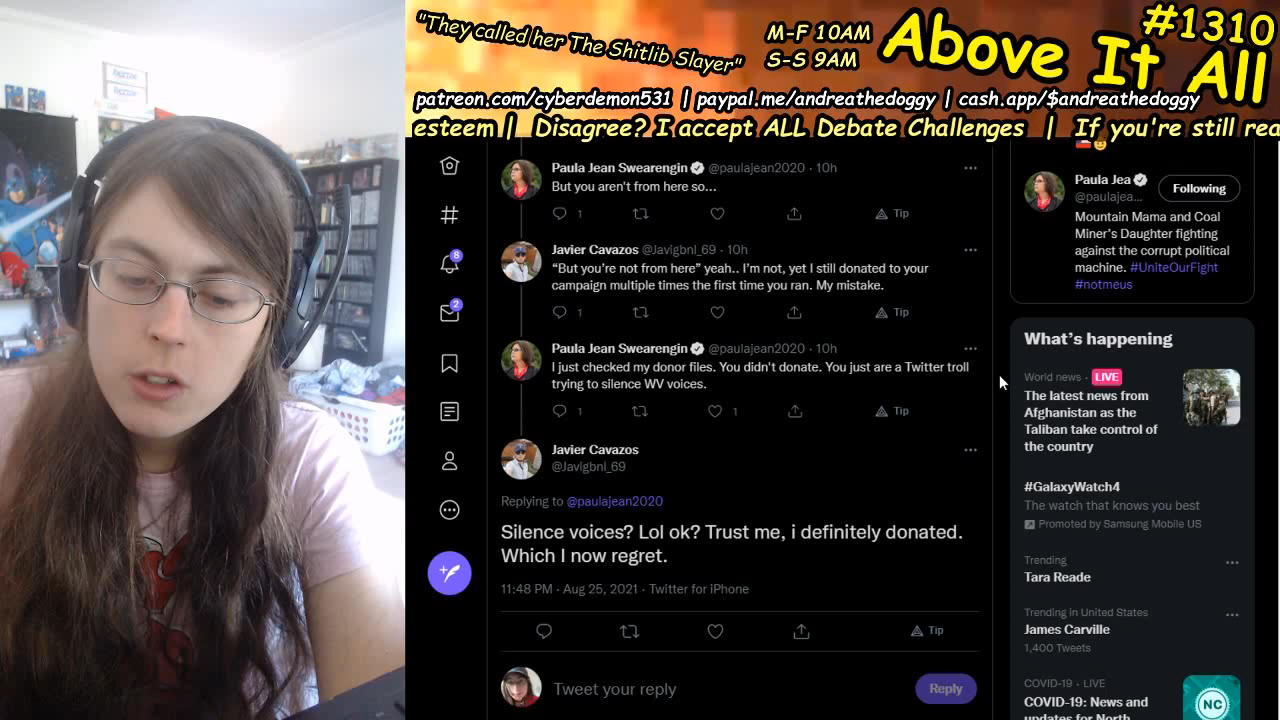 "They called her The Shitlib Slayer"
M-F 10AM
S-S 9AM
Above It All
#1310
patreon.com/cyberdemon531 | paypal.me/andreathedoggy | cash.app/$andreathedoggy
esteem | Disagree? I accept ALL Debate Challenges | If you're still rea
Paula Jean Swearengin @paulajean2020 · 10h
But you aren't from here so...
1
Tip
Javier Cavazos @Javigbnl_69 · 10h
“But you’re not from here” yeah.. I’m not, yet I still donated to your
campaign multiple times the first time you ran. My mistake.
1
Tip
Paula Jean Swearengin @paulajean2020 · 10h
I just checked my donor files. You didn't donate. You just are a Twitter troll
trying to silence WV voices.
1
1
Tip
Javier Cavazos
@Javigbnl_69
Replying to @paulajean2020
Silence voices? Lol ok? Trust me, i definitely donated.
Which I now regret.
11:48 PM · Aug 25, 2021 · Twitter for iPhone
Tip
Tweet your reply
Reply
8
2
Paula Jea
@paulajea...
Following
Mountain Mama and Coal
Miner's Daughter fighting
against the corrupt political
machine. #UniteOurFight
#notmeus
What’s happening
World news · LIVE
The latest news from
Afghanistan as the
Taliban take control of
the country
#GalaxyWatch4
The watch that knows you best
Promoted by Samsung Mobile US
Trending
Tara Reade
Trending in United States
James Carville
1,400 Tweets
COVID-19 · LIVE
COVID-19: News and
updates for North
NC